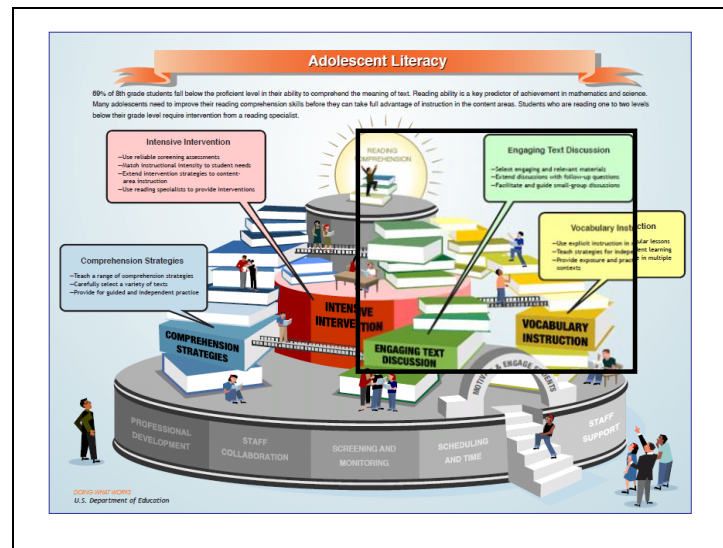 Adolescent Literacy
69% of 8th grade students fall below the proficient level in their ability to comprehend the meaning of text. Reading ability is a key predictor of achievement in mathematics and science.
Many adolescents need to improve their reading comprehension skills before they can take full advantage of instruction in the content areas. Students who are reading one to two levels
below their grade level require intervention from a reading specialist.
Intensive Intervention
—Use reliable screening assessments
—Match instructional intensity to student needs
—Extend intervention strategies to content-
area instruction
—Use reading specialists to provide interventions
READING
COMPREHENSION
Engaging Text Discussion
—Select engaging and relevant materials
—Extend discussions with follow-up questions
—Facilitate and guide small-group discussions
Vocabulary Instruction
—Use explicit instruction in regular lessons
—Teach strategies for independent learning
—Provide exposure and practice in multiple
contexts
Comprehension Strategies
—Teach a range of comprehension strategies
—Carefully select a variety of texts
—Provide for guided and independent practice
COMPREHENSION
STRATEGIES
INTENSIVE
INTERVENTION
ENGAGING TEXT
DISCUSSION
VOCABULARY
INSTRUCTION
MOTIVATE & ENGAGE STUDENTS
PROFESSIONAL
DEVELOPMENT
STAFF
COLLABORATION
SCREENING AND
MONITORING
SCHEDULING
AND TIME
STAFF
SUPPORT
DOING WHAT WORKS
U.S. Department of Education